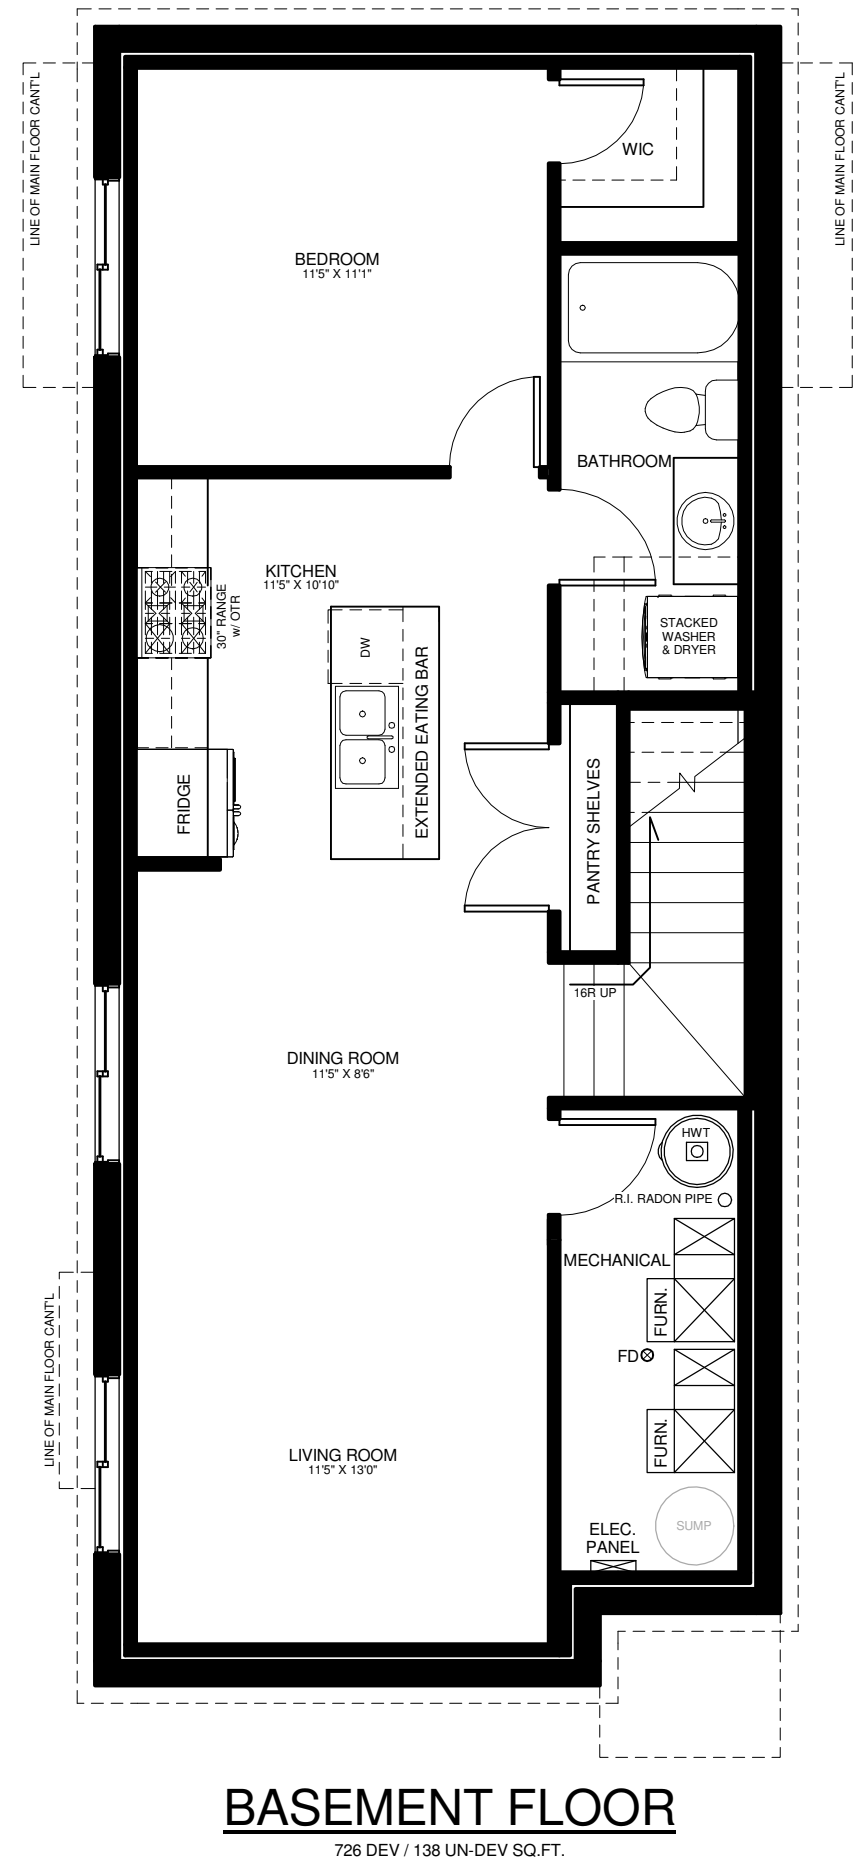 LINE OF MAIN FLOOR CANT'L
LINE OF MAIN FLOOR CANT'L
WIC
BEDROOM
11'5" X 11'1"
BATHROOM
KITCHEN
11'5" X 10'10"
30" RANGE
w/ OTR
STACKED
WASHER
& DRYER
DW
EXTENDED EATING BAR
FRIDGE
PANTRY SHELVES
16R UP
DINING ROOM
11'5" X 8'6"
HWT
R.I. RADON PIPE
MECHANICAL
FURN.
FD
FURN.
LINE OF MAIN FLOOR CANT'L
LIVING ROOM
11'5" X 13'0"
SUMP
ELEC.
PANEL
BASEMENT FLOOR
726 DEV / 138 UN-DEV SQ.FT.